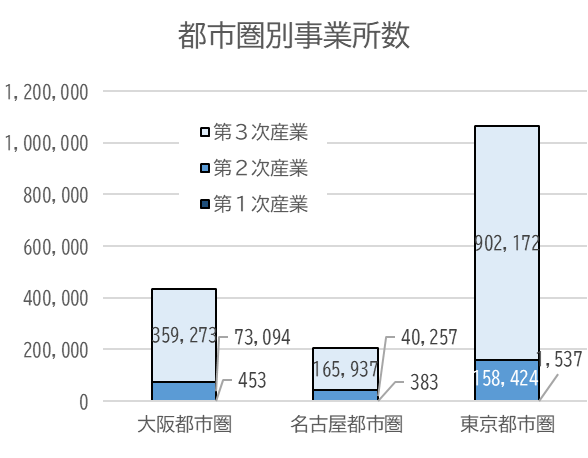 都市圏別事業所数
1,200,000
1,000,000
800,000
600,000
400,000
200,000
0
第３次産業
第２次産業
第１次産業
359,273
73,094
453
165,937
40,257
383
902,172
158,424
1,537
大阪都市圏
名古屋都市圏
東京都市圏